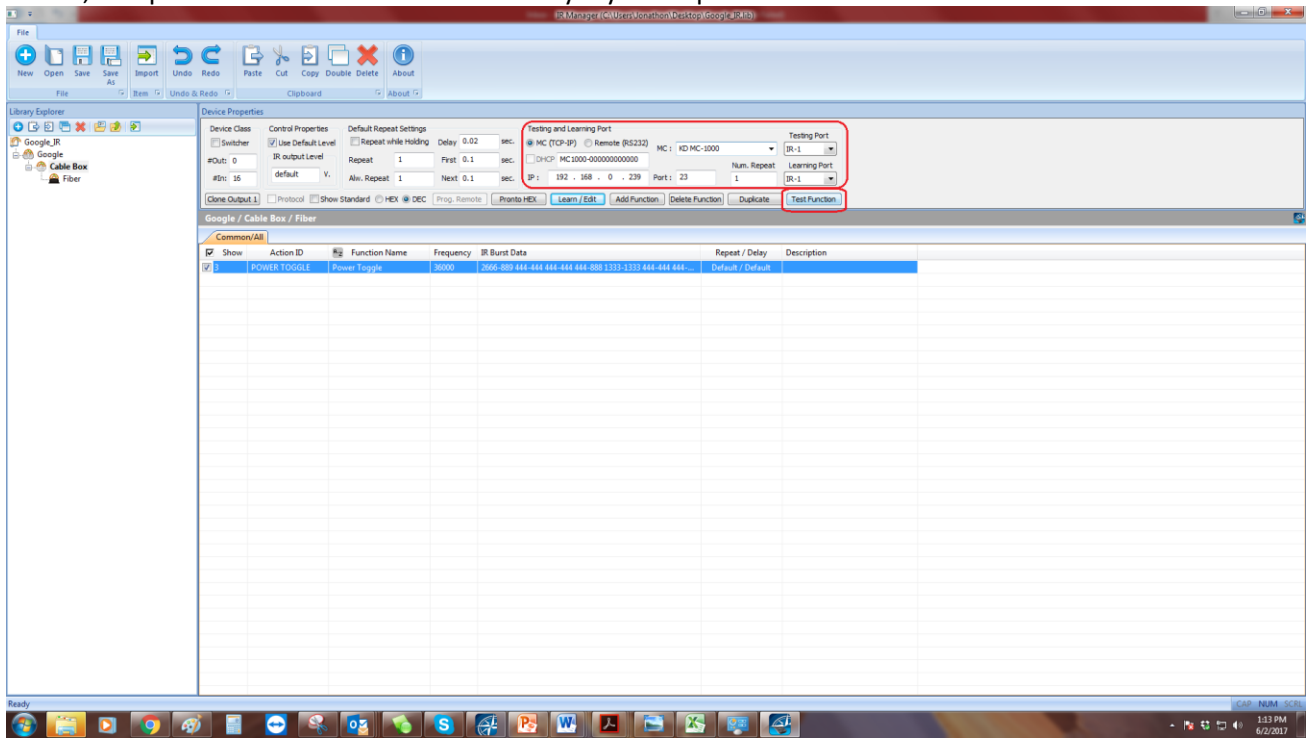 IR Manager (C:\Users\Jonathon\Desktop\Google_IR.lib)
File
New Open Save Save As Import Undo Redo Paste Cut Copy Double Delete About
File Item Undo & Redo Clipboard About
Library Explorer
Google_IR
Google
Cable Box
Fiber
Device Properties
Device Class Control Properties Default Repeat Settings Testing and Learning Port
Switcher Use Default Level Repeat while Holding Delay 0.02 sec. MC (TCP-IP) Remote (RS232) MC : KD MC-1000 Testing Port
#Out: 0 IR output Level Repeat 1 First 0.1 sec. DHCP MC1000-000000000000 IR-1
Num. Repeat Learning Port
#In: 16 default V. Alw. Repeat 1 Next 0.1 sec. IP : 192 . 168 . 0 . 239 Port : 23 1 IR-1
Clone Output 1 Protocol Show Standard HEX DEC Prog. Remote Pronto HEX Learn / Edit Add Function Delete Function Duplicate Test Function
Google / Cable Box / Fiber
Common/All
Show Action ID Function Name Frequency IR Burst Data Repeat / Delay Description
3 POWER TOGGLE Power Toggle 36000 2666-889 444-444 444-444 444-888 1333-1333 444-444 444-... Default / Default
Ready CAP NUM SCRL
1:13 PM
6/2/2017